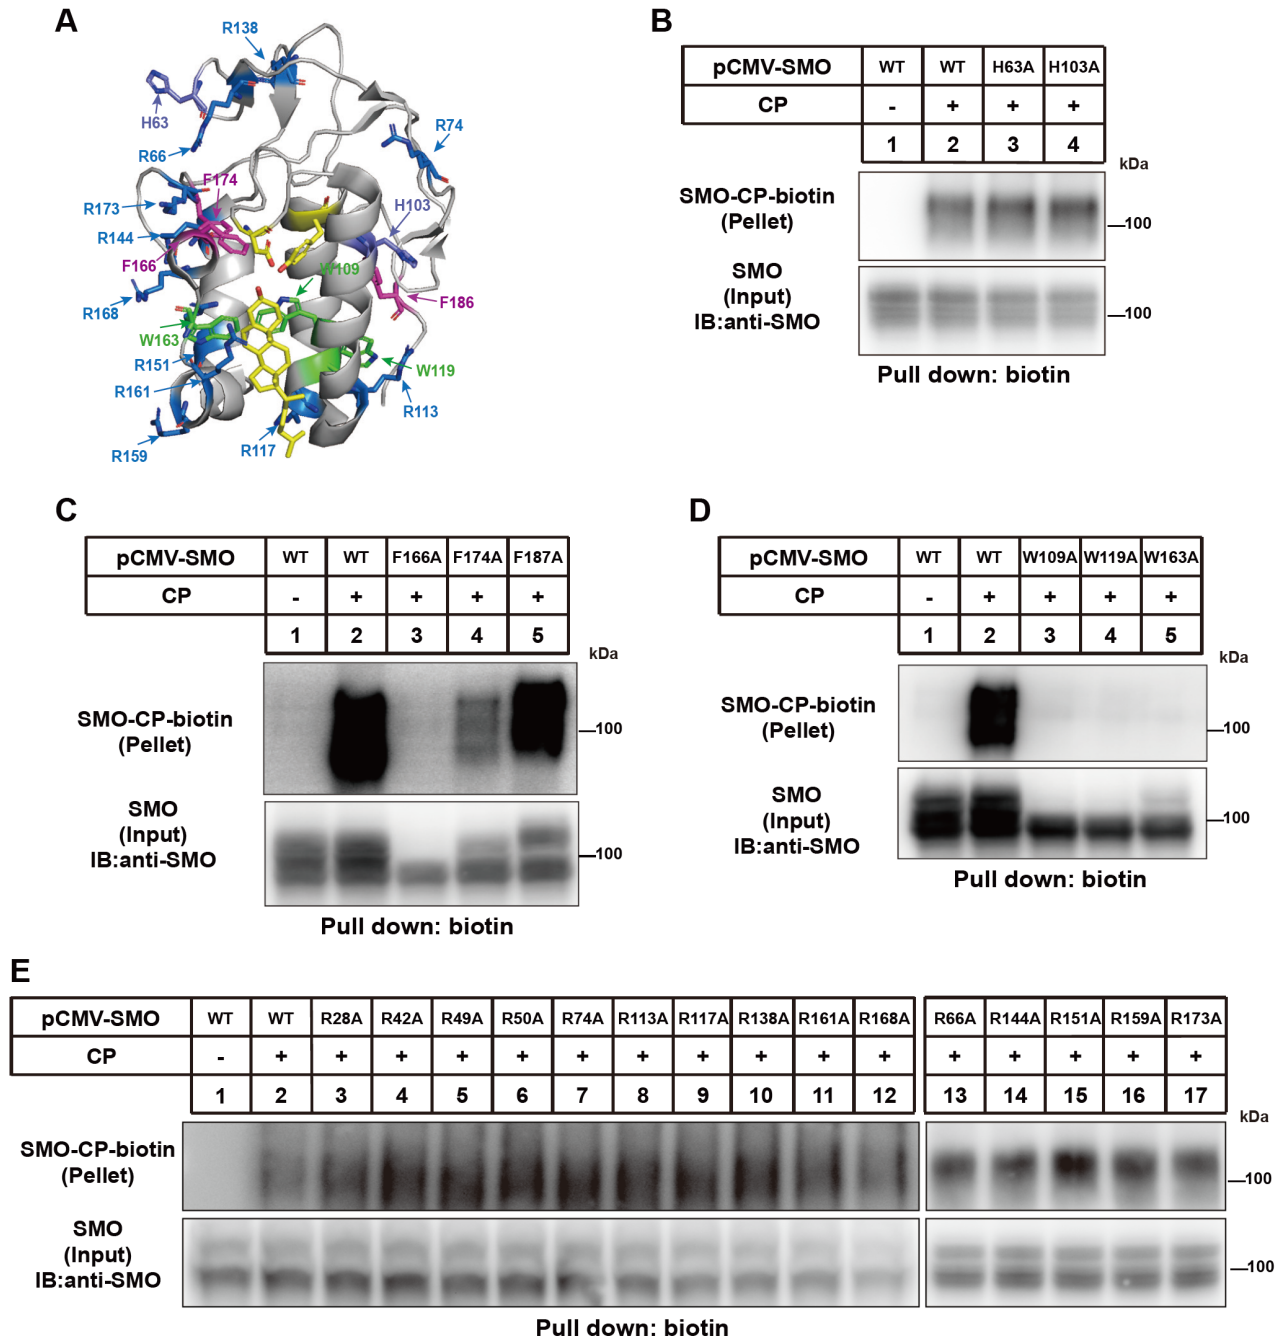 A
R138
H63
R66
R74
F174
R173
H103
R144
F166
W109
R168
F186
W163
R151
W119
R161
R113
R117
R159
B
pCMV-SMO WT WT H63A H103A
CP - + + +
1 2 3 4
kDa
SMO-CP-biotin
(Pellet)
100
SMO
(Input)
IB:anti-SMO
100
Pull down: biotin
C
pCMV-SMO WT WT F166A F174A F187A
CP - + + + +
1 2 3 4 5
kDa
SMO-CP-biotin
(Pellet)
100
SMO
(Input)
IB:anti-SMO
100
Pull down: biotin
D
pCMV-SMO WT WT W109A W119A W163A
CP - + + + +
1 2 3 4 5
kDa
SMO-CP-biotin
(Pellet)
100
SMO
(Input)
IB:anti-SMO
100
Pull down: biotin
E
pCMV-SMO WT WT R28A R42A R49A R50A R74A R113A R117A R138A R161A R168A R66A R144A R151A R159A R173A
CP - + + + + + + + + + + + + + + + +
1 2 3 4 5 6 7 8 9 10 11 12 13 14 15 16 17
kDa
SMO-CP-biotin
(Pellet)
100
SMO
(Input)
IB:anti-SMO
100
Pull down: biotin